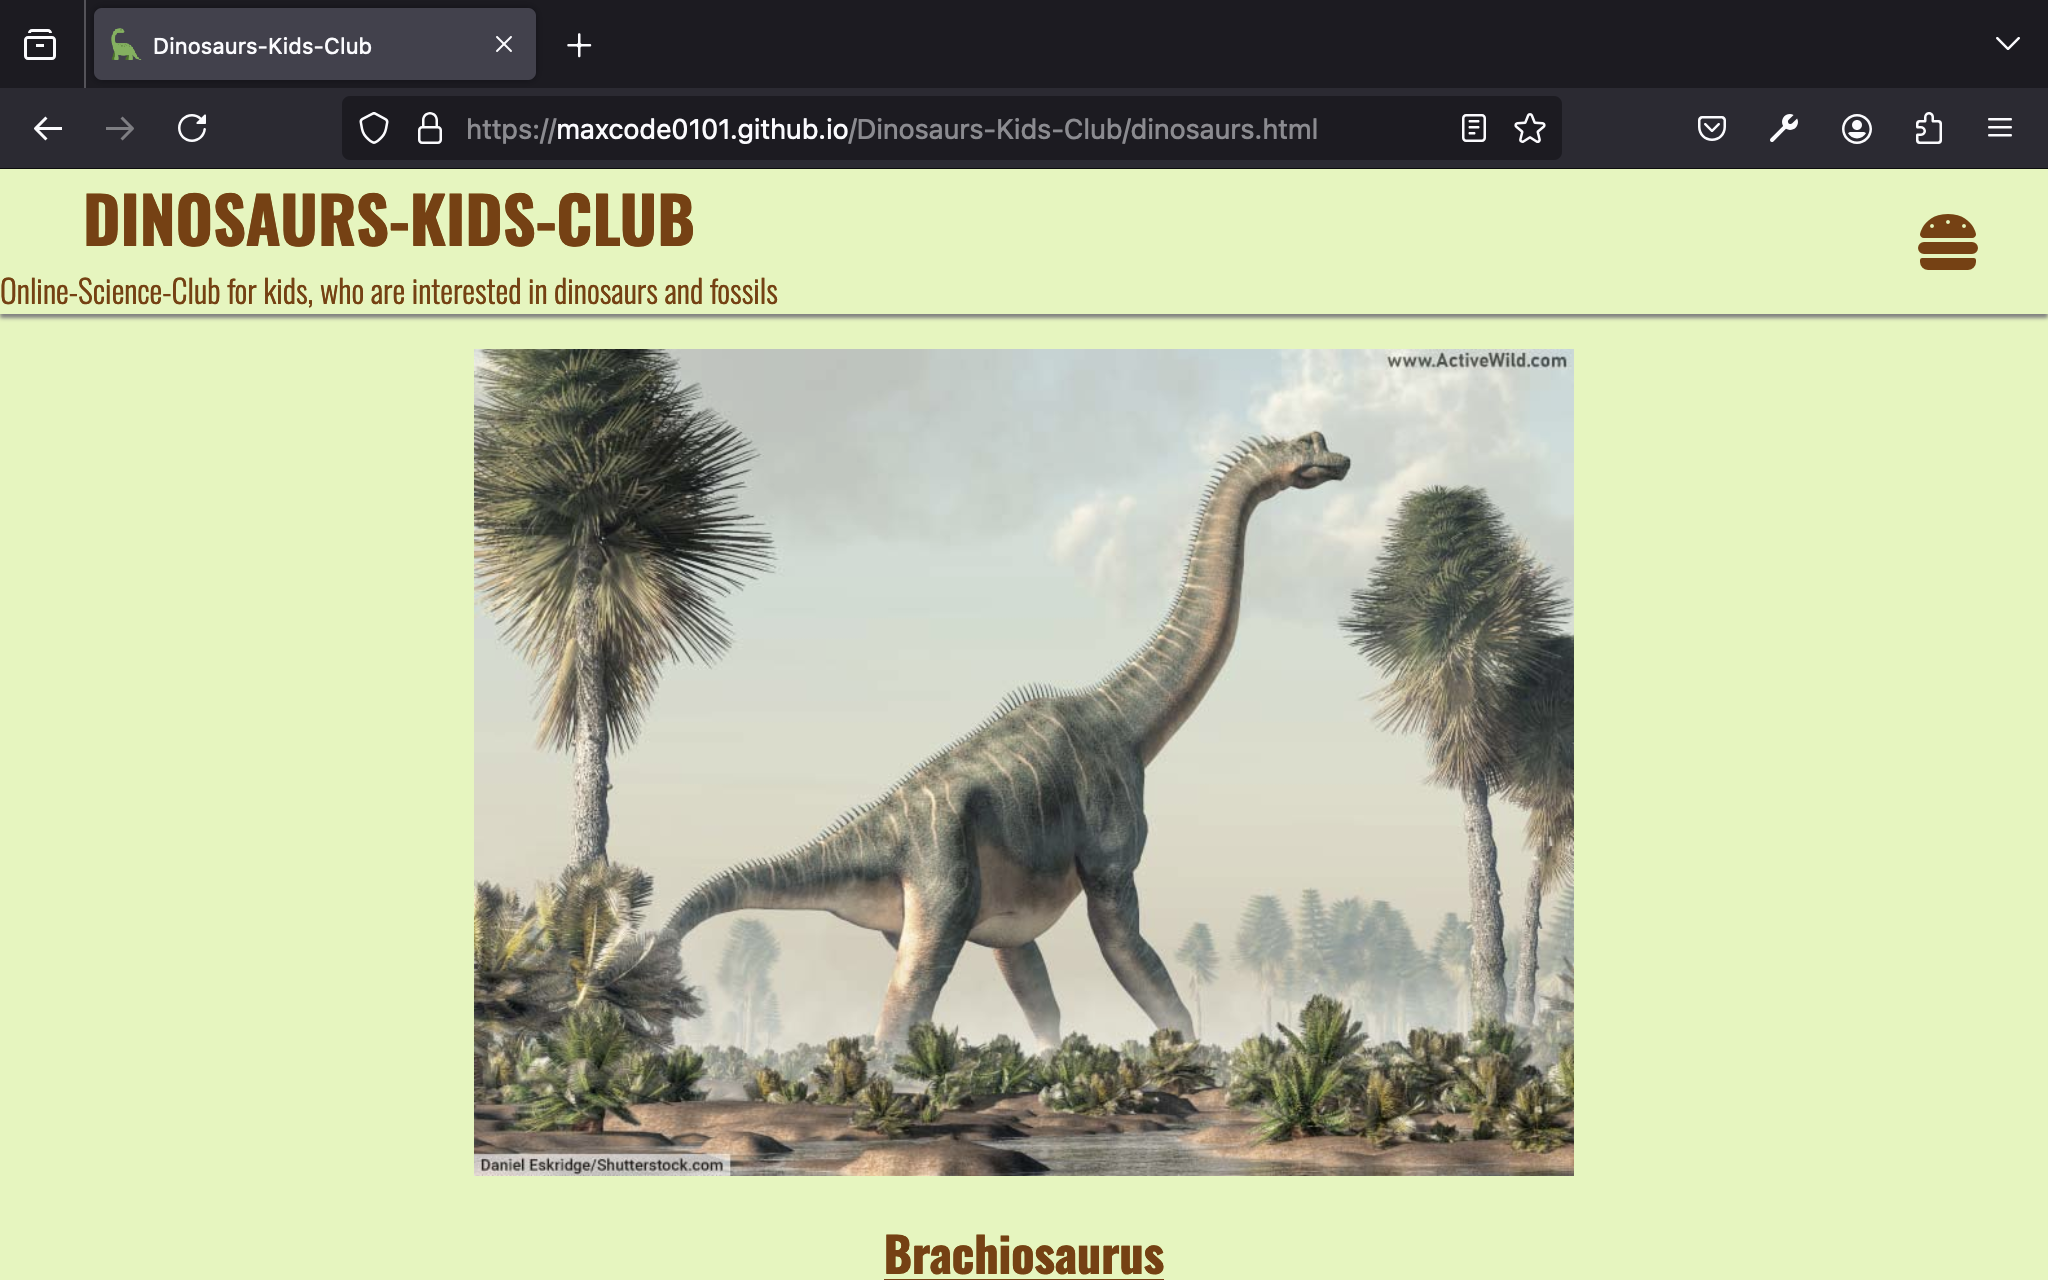 Dinosaurs-Kids-Club
https://maxcode0101.github.io/Dinosaurs-Kids-Club/dinosaurs.html
DINOSAURS-KIDS-CLUB
Online-Science-Club for kids, who are interested in dinosaurs and fossils
www.ActiveWild.com
Daniel Eskridge/Shutterstock.com
Brachiosaurus